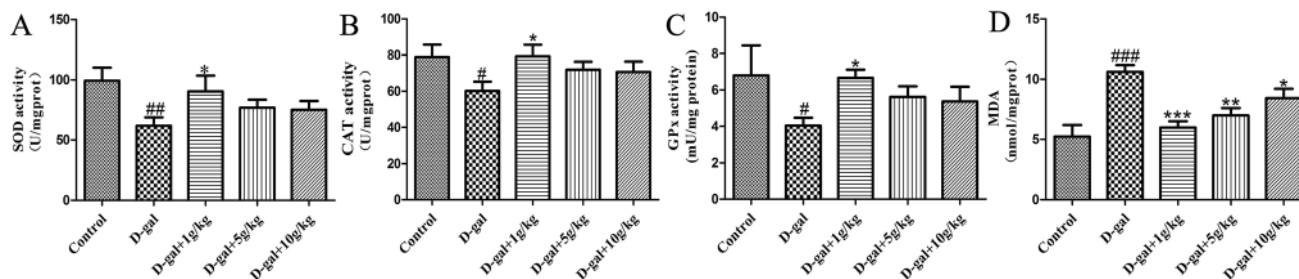 A
SOD activity
(U/mgprot)
150
100
50
0
##
*
Control
D-gal
D-gal+1g/kg
D-gal+5g/kg
D-gal+10g/kg
B
CAT activity
(U/mgprot)
100
80
60
40
20
0
#
*
Control
D-gal
D-gal+1g/kg
D-gal+5g/kg
D-gal+10g/kg
C
GPx activity
(mU/mg protein)
8
6
4
2
0
#
*
Control
D-gal
D-gal+1g/kg
D-gal+5g/kg
D-gal+10g/kg
D
MDA
(nmol/mgprot)
15
10
5
0
###
***
**
*
Control
D-gal
D-gal+1g/kg
D-gal+5g/kg
D-gal+10g/kg